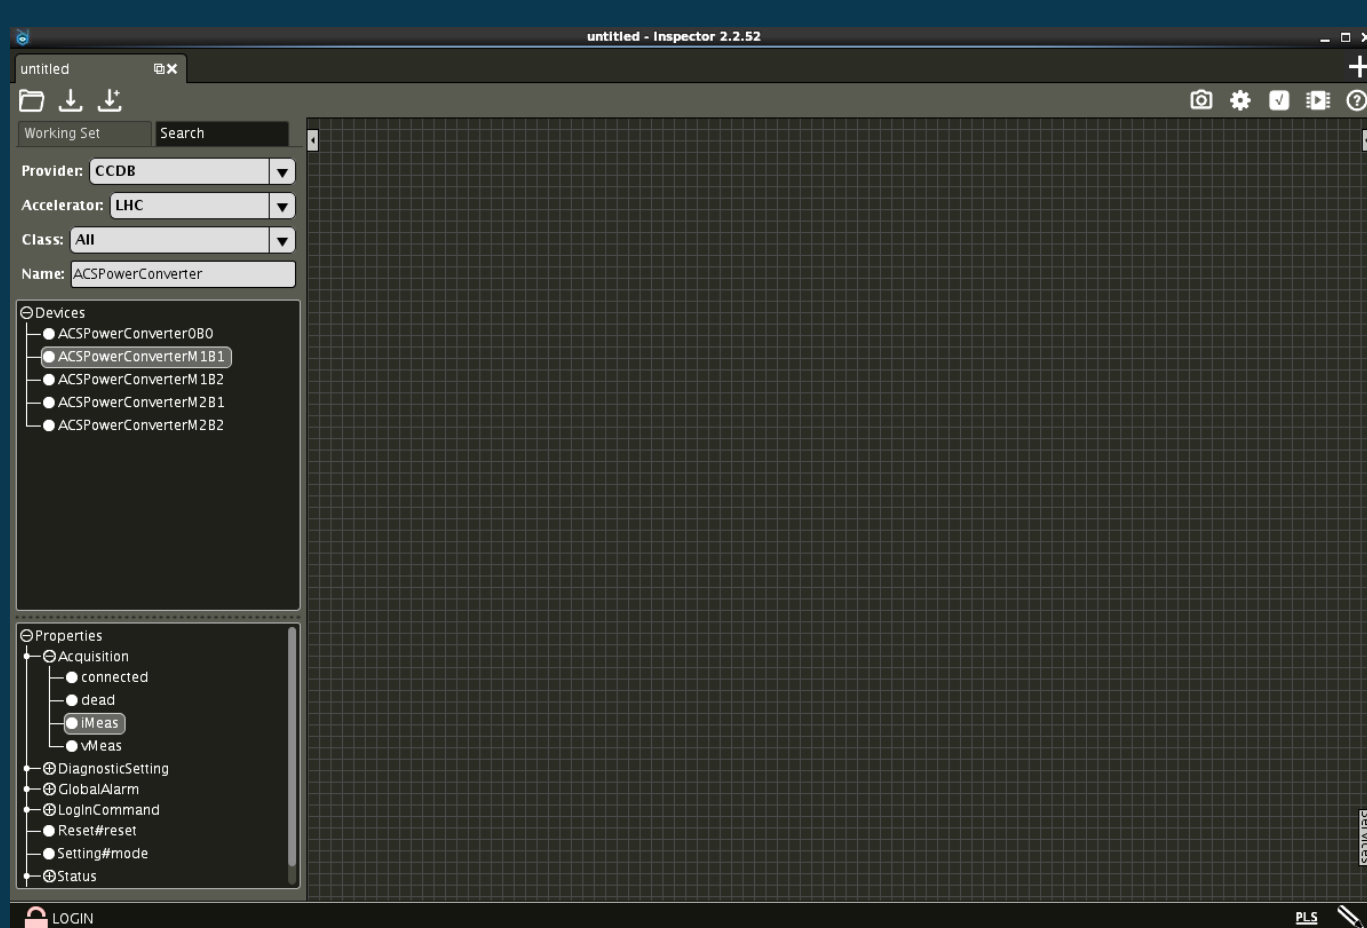 untitled - Inspector 2.2.52
untitled
Working Set Search
Provider: CCDB
Accelerator: LHC
Class: All
Name: ACSPowerConverter
Devices
ACSPowerConverter0B0
ACSPowerConverterM1B1
ACSPowerConverterM1B2
ACSPowerConverterM2B1
ACSPowerConverterM2B2
Properties
Acquisition
connected
dead
iMeas
vMeas
DiagnosticSetting
GlobalAlarm
LogInCommand
Reset#reset
Setting#mode
Status
Services
LOGIN PLS